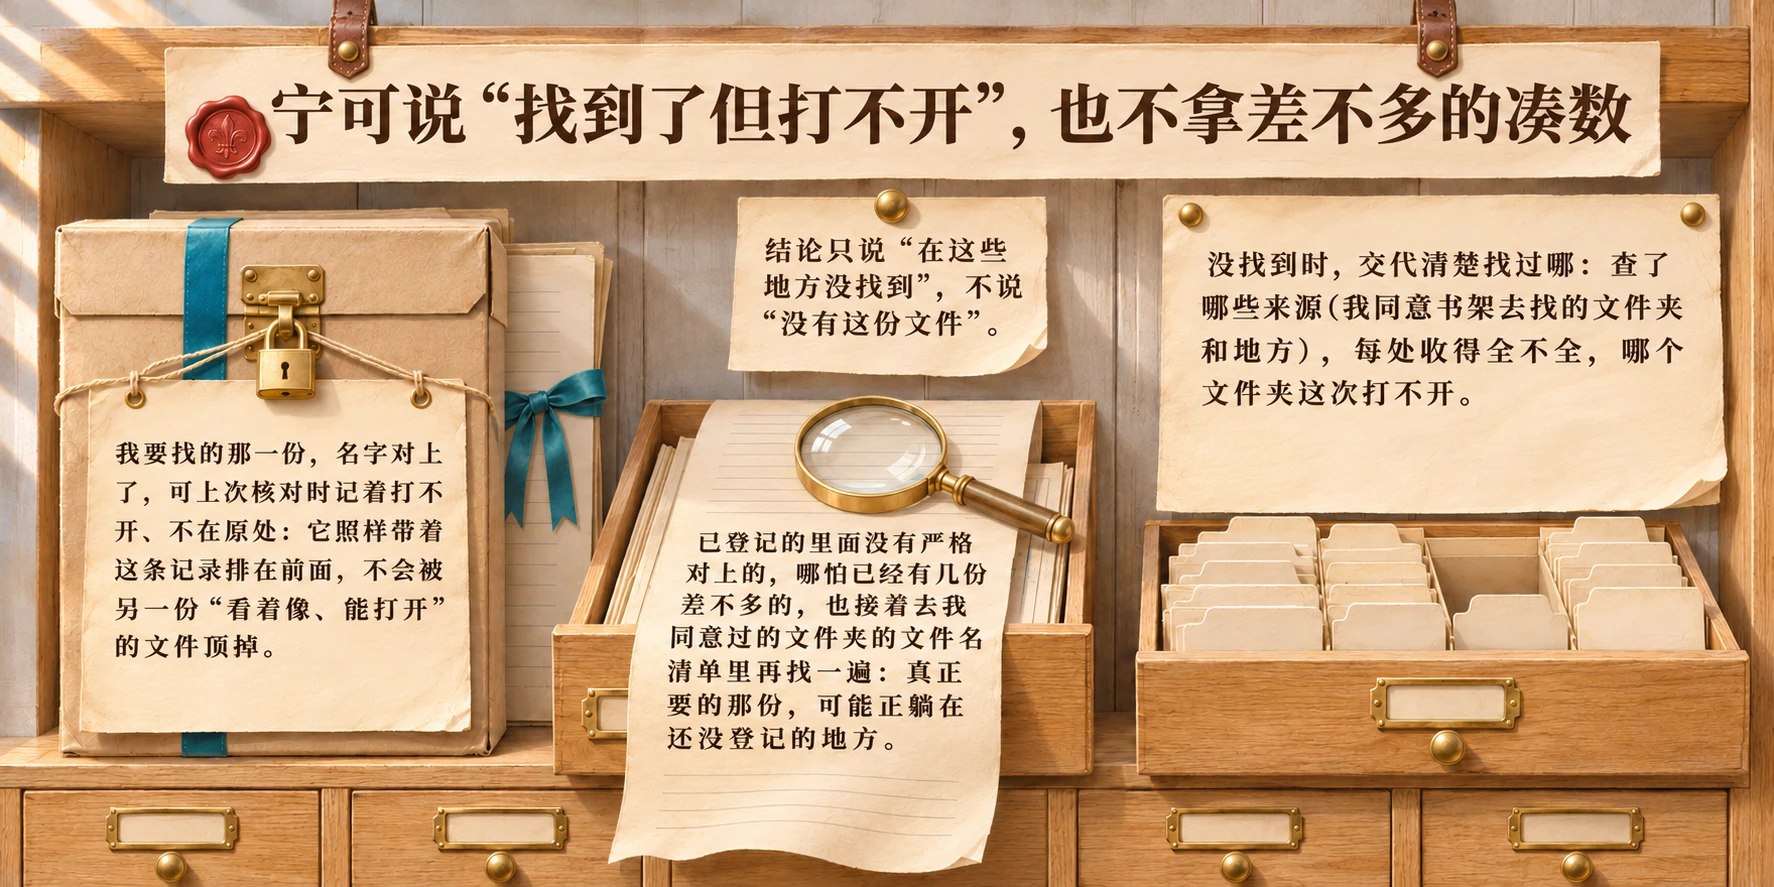 宁可说“找到了但打不开”，也不拿差不多的凑数
我要找的那一份，名字对上
了，可上次核对时记着打不
开、不在原处：它照样带着
这条记录排在前面，不会被
另一份“看着像、能打开”
的文件顶掉。
结论只说“在这些
地方没找到”，不说
“没有这份文件”。
已登记的里面没有严格
对上的，哪怕已经有几份
差不多的，也接着去我
同意过的文件夹的文件名
清单里再找一遍：真正
要的那份，可能正躺在
还没登记的地方。
没找到时，交代清楚找过哪：查了
哪些来源（我同意书架去找的文件夹
和地方），每处收得全不全，哪个
文件夹这次打不开。